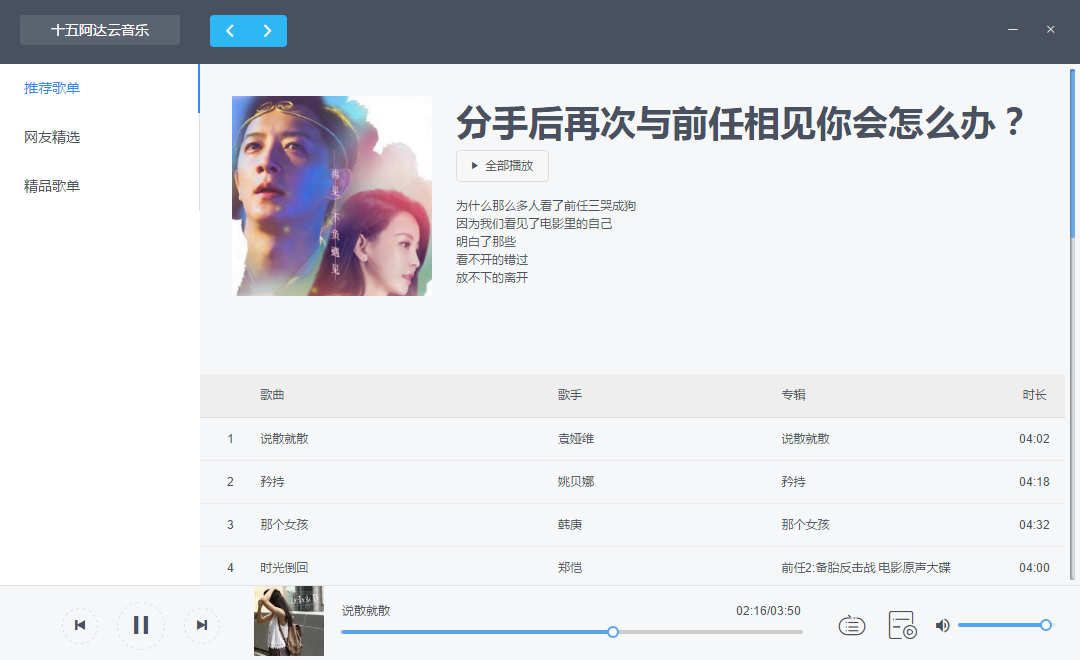 十五阿达云音乐
推荐歌单
网友精选
精品歌单
再见 不负遇见
分手后再次与前任相见你会怎么办？
全部播放
为什么那么多人看了前任三哭成狗
因为我们看见了电影里的自己
明白了那些
看不开的错过
放不下的离开
歌曲 歌手 专辑 时长
1 说散就散 袁娅维 说散就散 04:02
2 矜持 姚贝娜 矜持 04:18
3 那个女孩 韩庚 那个女孩 04:32
4 时光倒回 郑恺 前任2:备胎反击战 电影原声大碟 04:00
说散就散 02:16/03:50